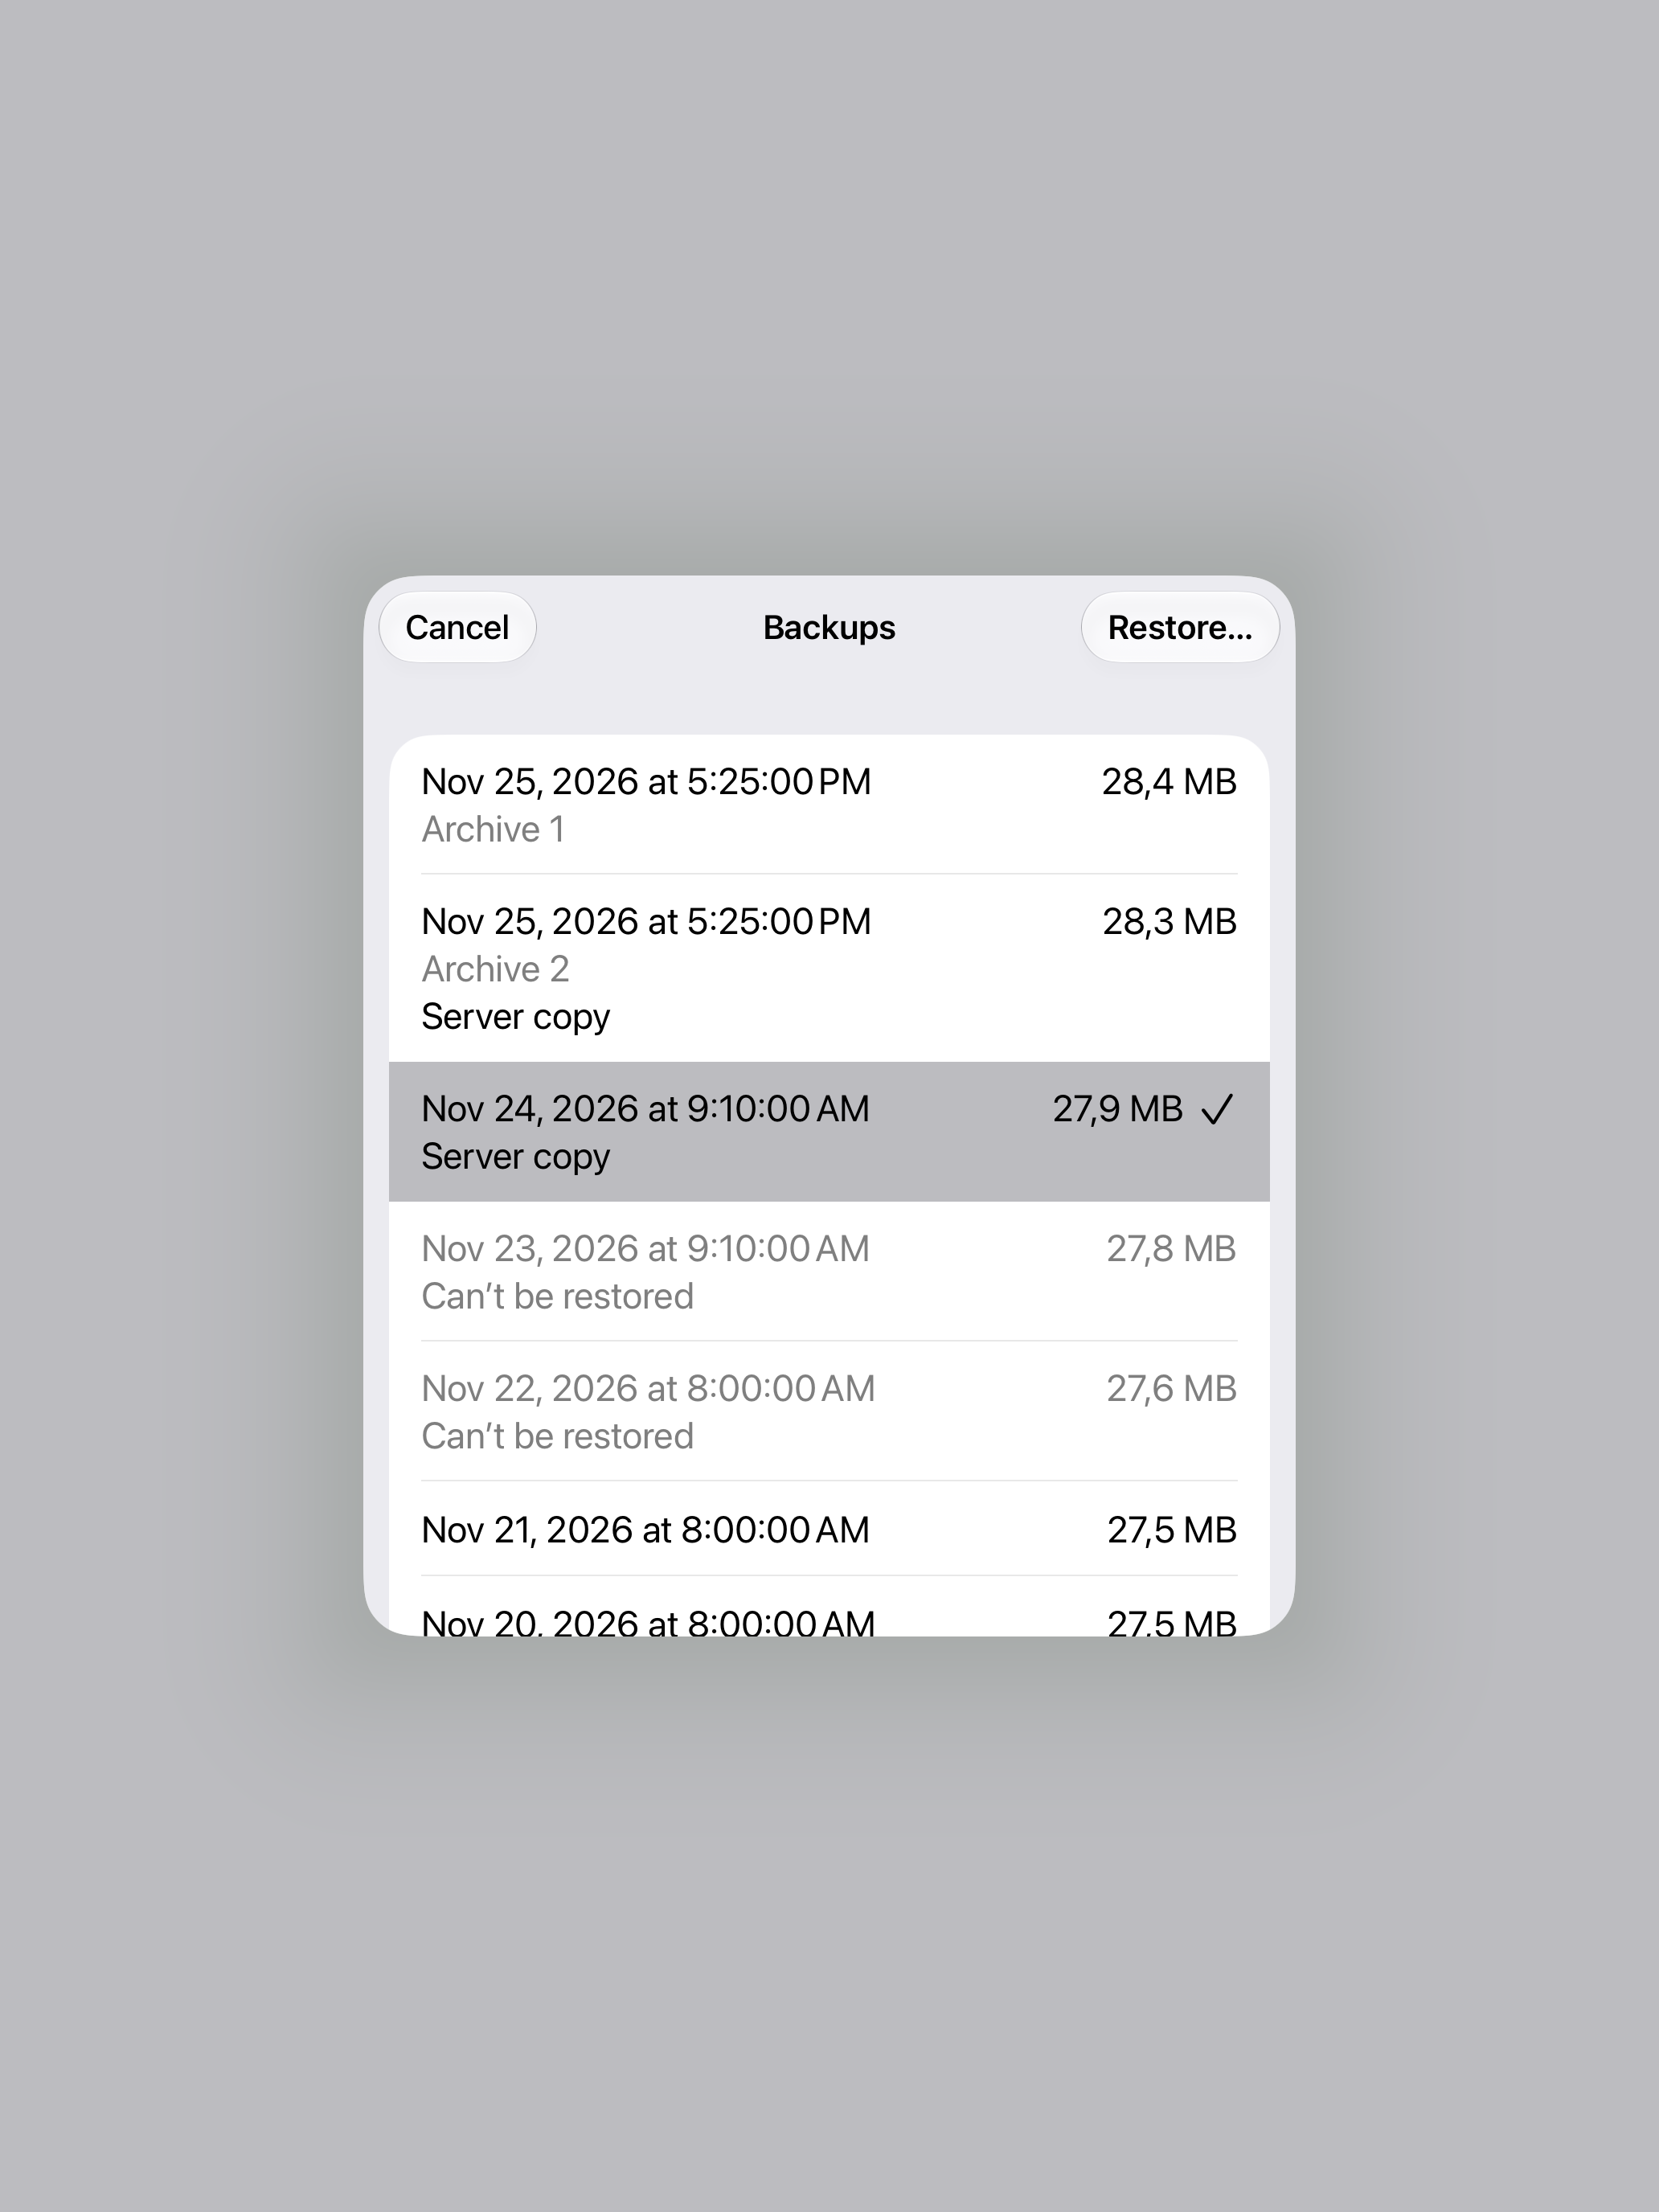 Cancel Backups Restore...
Nov 25, 2026 at 5:25:00 PM 28,4 MB
Archive 1
Nov 25, 2026 at 5:25:00 PM 28,3 MB
Archive 2
Server copy
Nov 24, 2026 at 9:10:00 AM 27,9 MB ✓
Server copy
Nov 23, 2026 at 9:10:00 AM 27,8 MB
Can’t be restored
Nov 22, 2026 at 8:00:00 AM 27,6 MB
Can’t be restored
Nov 21, 2026 at 8:00:00 AM 27,5 MB
Nov 20, 2026 at 8:00:00 AM 27,5 MB